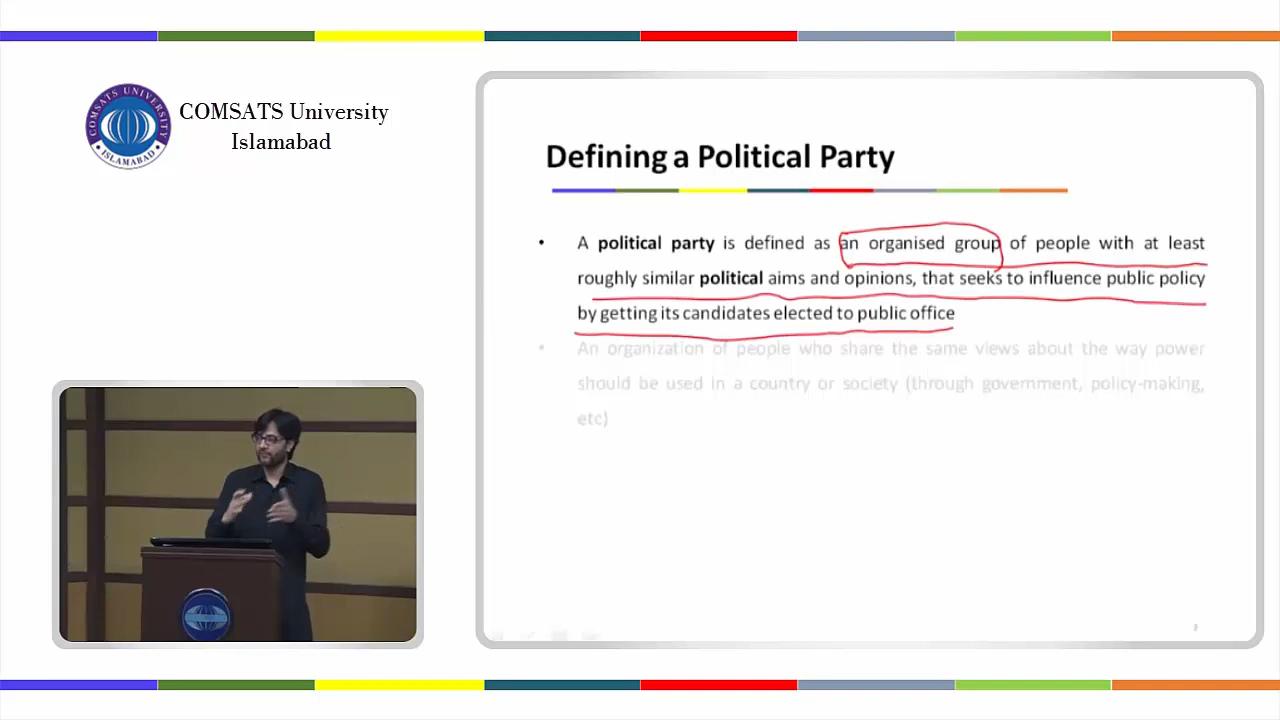 COMSATS UNIVERSITY
ISLAMABAD
COMSATS University
Islamabad
Defining a Political Party
• A political party is defined as an organised group of people with at least
roughly similar political aims and opinions, that seeks to influence public policy
by getting its candidates elected to public office
• An organization of people who share the same views about the way power
should be used in a country or society (through government, policy-making,
etc)